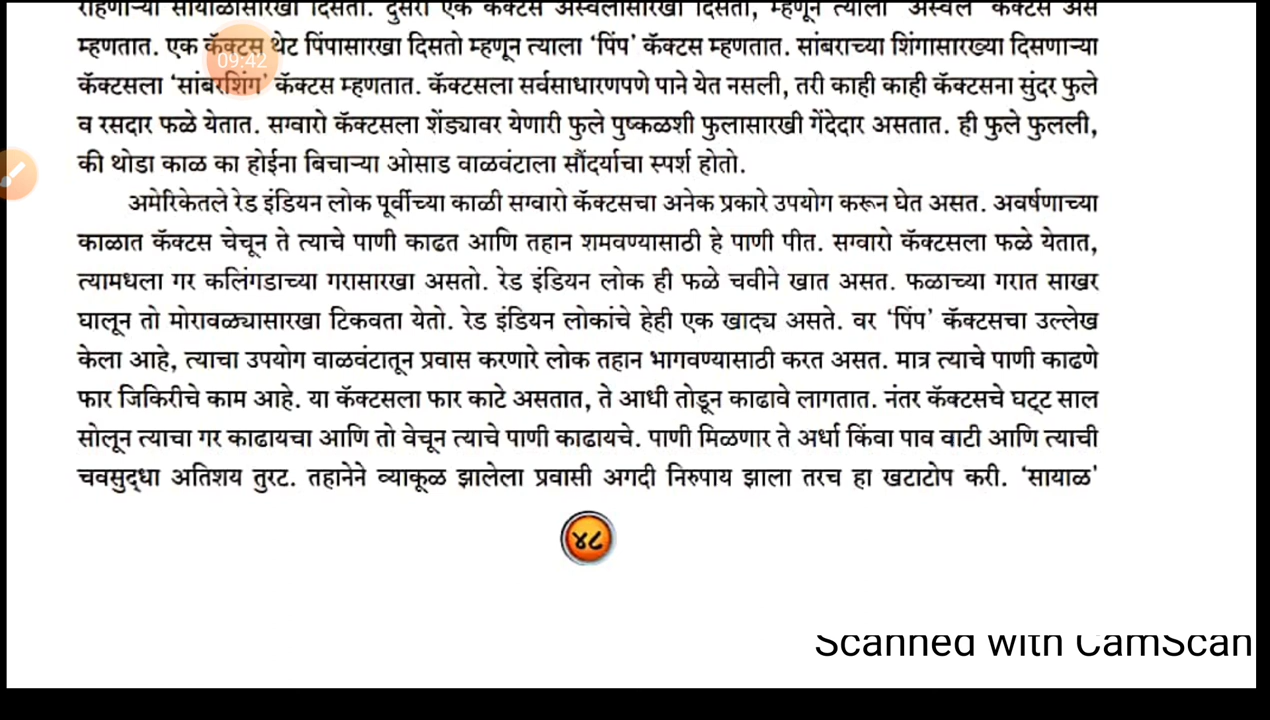 राहणाऱ्या सायाळासारखा दिसतो. दुसरा एक कॅक्टस अस्वलासारखा दिसतो, म्हणून त्याला ‘अस्वल’ कॅक्टस असे
म्हणतात. एक कॅक्टस थेट पिंपासारखा दिसतो म्हणून त्याला ‘पिंप’ कॅक्टस म्हणतात. सांबराच्या शिंगासारख्या दिसणाऱ्या
09:42
कॅक्टसला ‘सांबरशिंग’ कॅक्टस म्हणतात. कॅक्टसला सर्वसाधारणपणे पाने येत नसली, तरी काही काही कॅक्टसना सुंदर फुले
व रसदार फळे येतात. सग्वारो कॅक्टसला शेंड्यावर येणारी फुले पुष्कळशी फुलासारखी गेंदेदार असतात. ही फुले फुलली,
की थोडा काळ का होईना बिचाऱ्या ओसाड वाळवंटाला सौंदर्याचा स्पर्श होतो.
अमेरिकेतले रेड इंडियन लोक पूर्वीच्या काळी सग्वारो कॅक्टसचा अनेक प्रकारे उपयोग करून घेत असत. अवर्षणाच्या
काळात कॅक्टस चेचून ते त्याचे पाणी काढत आणि तहान शमवण्यासाठी हे पाणी पीत. सग्वारो कॅक्टसला फळे येतात,
त्यामधला गर कलिंगडाच्या गरासारखा असतो. रेड इंडियन लोक ही फळे चवीने खात असत. फळाच्या गरात साखर
घालून तो मोरावळ्यासारखा टिकवता येतो. रेड इंडियन लोकांचे हेही एक खाद्य असते. वर ‘पिंप’ कॅक्टसचा उल्लेख
केला आहे, त्याचा उपयोग वाळवंटातून प्रवास करणारे लोक तहान भागवण्यासाठी करत असत. मात्र त्याचे पाणी काढणे
फार जिकिरीचे काम आहे. या कॅक्टसला फार काटे असतात, ते आधी तोडून काढावे लागतात. नंतर कॅक्टसचे घट्ट साल
सोलून त्याचा गर काढायचा आणि तो वेचून त्याचे पाणी काढायचे. पाणी मिळणार ते अर्धा किंवा पाव वाटी आणि त्याची
चवसुद्धा अतिशय तुरट. तहानेने व्याकूळ झालेला प्रवासी अगदी निरुपाय झाला तरच हा खटाटोप करी. ‘सायाळ’
४८
Scanned with CamScan